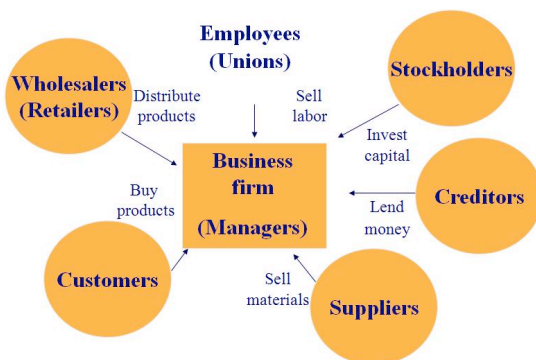 Employees
(Unions)
Stockholders
Wholesalers
(Retailers)
Distribute
products
Sell
labor
Invest
capital
Business
firm
(Managers)
Buy
products
Creditors
Lend
money
Customers
Sell
materials
Suppliers